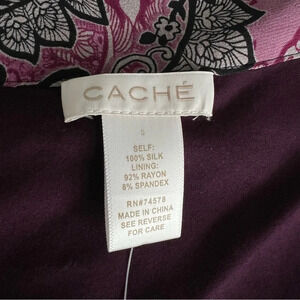 CACHÉ
S
SELF:
100% SILK
LINING:
92% RAYON
8% SPANDEX
RN#74578
MADE IN CHINA
SEE REVERSE
FOR CARE